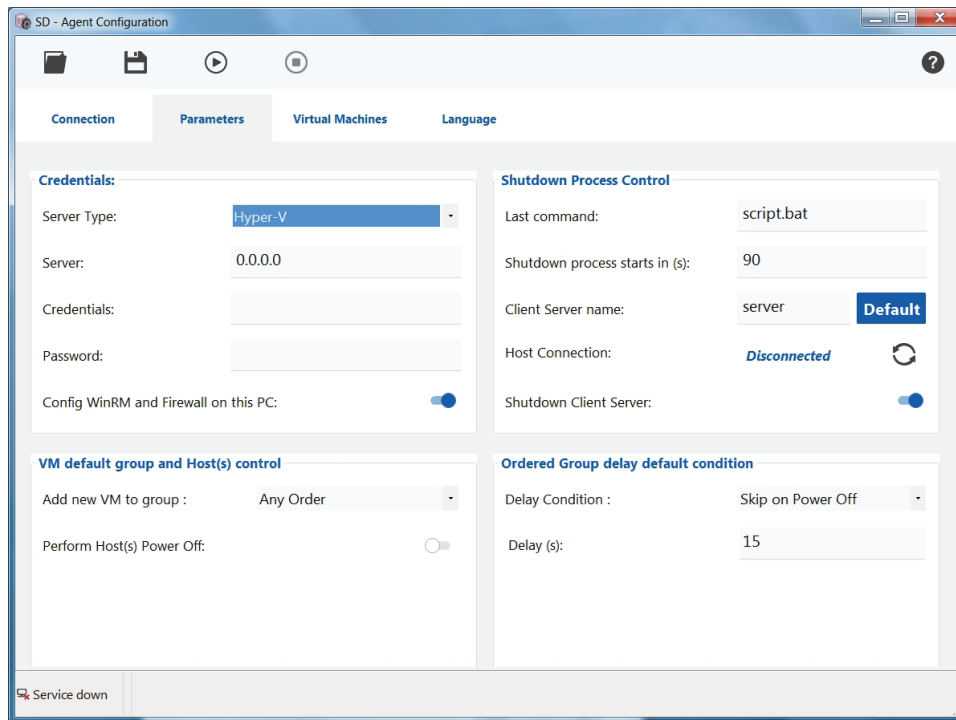 SD - Agent Configuration
?
Connection Parameters Virtual Machines Language
Credentials:
Server Type: Hyper-V
Server: 0.0.0.0
Credentials:
Password:
Config WinRM and Firewall on this PC:
Shutdown Process Control
Last command: script.bat
Shutdown process starts in (s): 90
Client Server name: server Default
Host Connection: Disconnected
Shutdown Client Server:
VM default group and Host(s) control
Add new VM to group : Any Order
Perform Host(s) Power Off:
Ordered Group delay default condition
Delay Condition : Skip on Power Off
Delay (s): 15
Service down